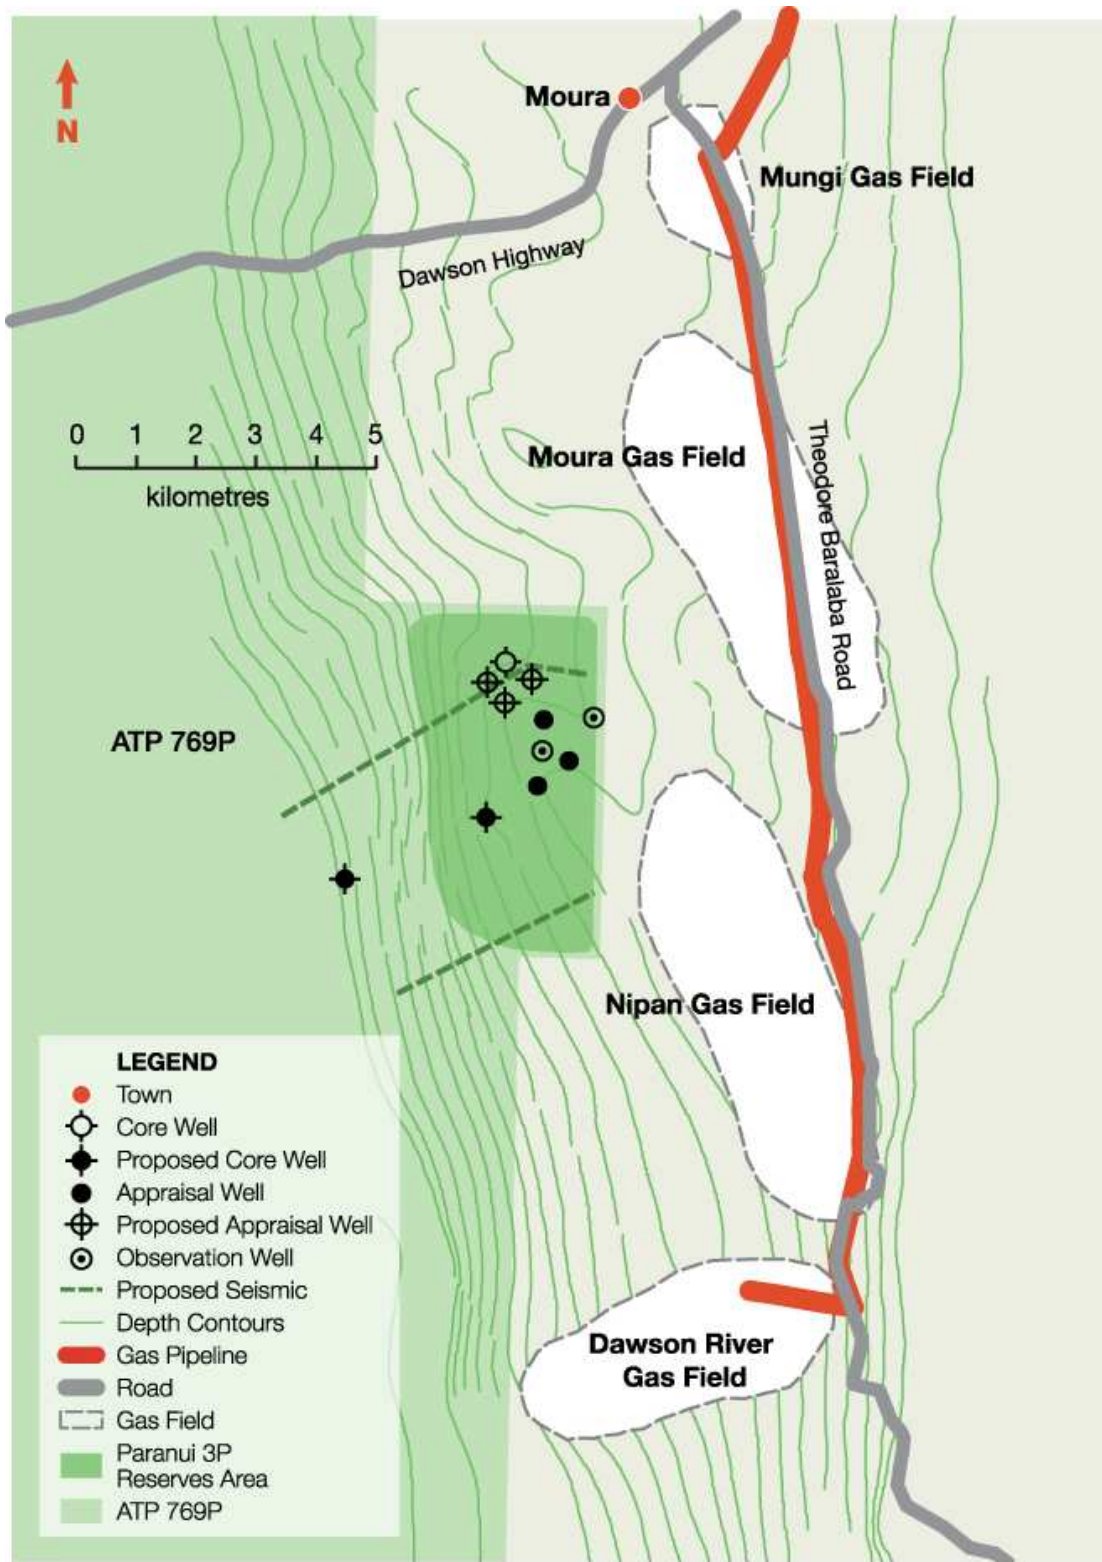 N
Moura
Mungi Gas Field
Dawson Highway
0 1 2 3 4 5
kilometres
Moura Gas Field
Theodore Baralaba Road
ATP 769P
Nipan Gas Field
LEGEND
Town
Core Well
Proposed Core Well
Appraisal Well
Proposed Appraisal Well
Observation Well
Proposed Seismic
Depth Contours
Gas Pipeline
Road
Gas Field
Paranui 3P
Reserves Area
ATP 769P
Dawson River
Gas Field